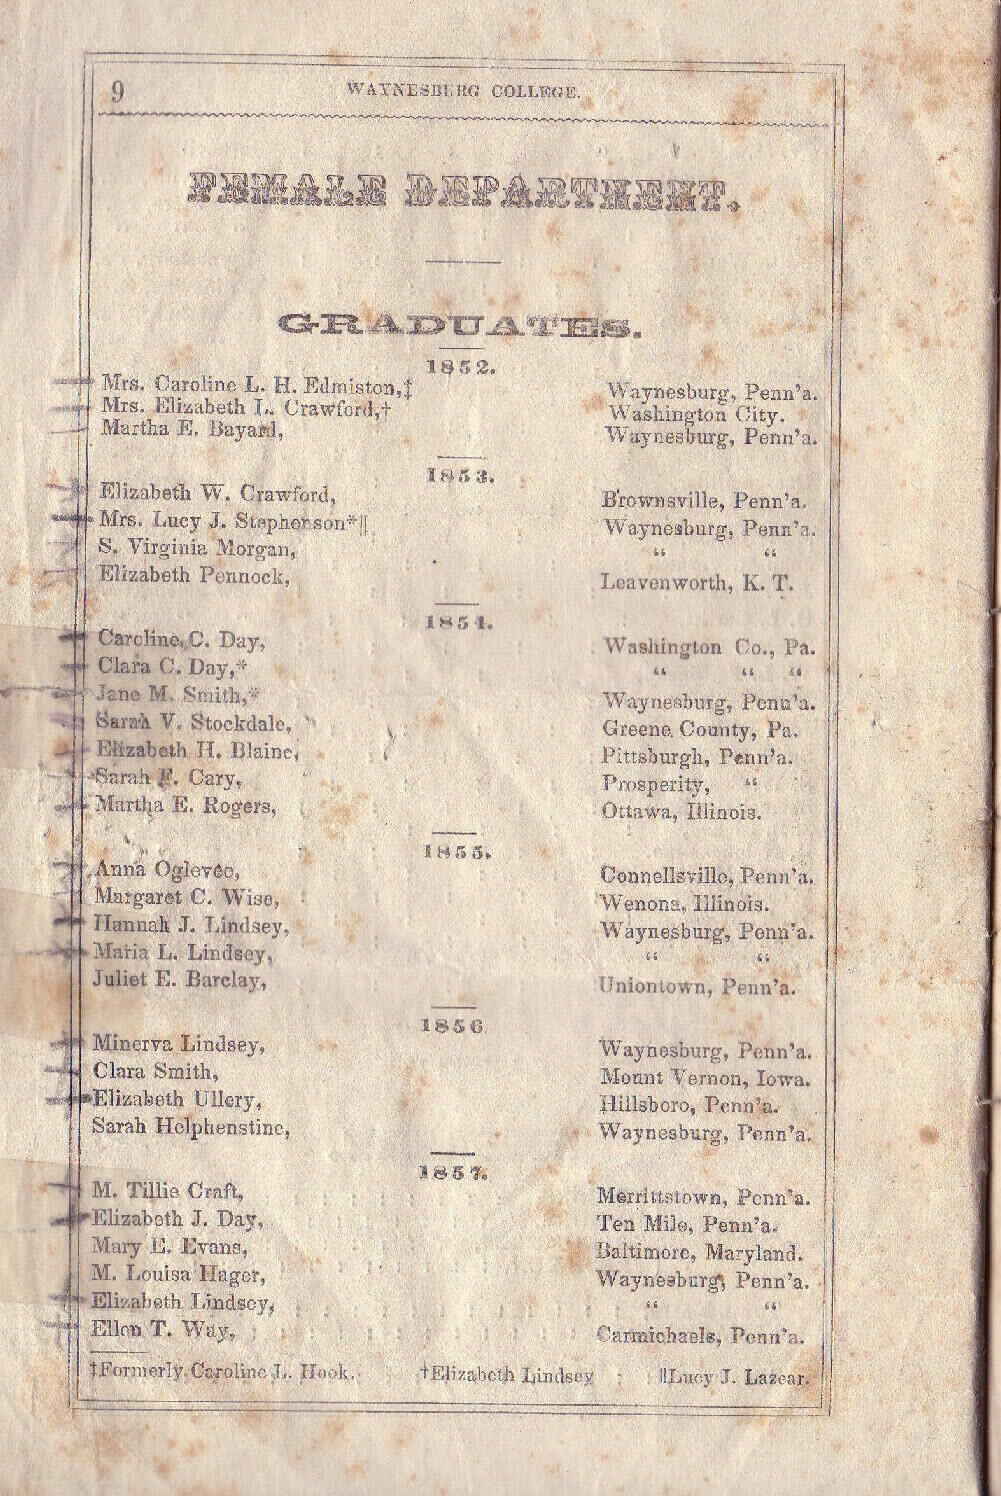 9 WAYNESBURG COLLEGE.
FEMALE DEPARTMENT.
GRADUATES.
1852.
Mrs. Caroline L. H. Edmiston,‡ Waynesburg, Penn'a.
Mrs. Elizabeth L. Crawford,† Washington City.
Martha E. Bayard, Waynesburg, Penn'a.
1853.
Elizabeth W. Crawford, Brownsville, Penn'a.
Mrs. Lucy J. Stephenson*‖ Waynesburg, Penn'a.
S. Virginia Morgan, “ “
Elizabeth Pennock, Leavenworth, K. T.
1854.
Caroline C. Day, Washington Co., Pa.
Clara C. Day,* “ “ “
Jane M. Smith,* Waynesburg, Penn'a.
Sarah V. Stockdale, Greene County, Pa.
Elizabeth H. Blaine, Pittsburgh, Penn'a.
Sarah F. Cary, Prosperity, “
Martha E. Rogers, Ottawa, Illinois.
1855.
Anna Oglevee, Connellsville, Penn'a.
Margaret C. Wise, Wenona, Illinois.
Hannah J. Lindsey, Waynesburg, Penn'a.
Maria L. Lindsey, “ “
Juliet E. Barclay, Uniontown, Penn'a.
1856
Minerva Lindsey, Waynesburg, Penn'a.
Clara Smith, Mount Vernon, Iowa.
Elizabeth Ullery, Hillsboro, Penn'a.
Sarah Helphenstine, Waynesburg, Penn'a.
1857.
M. Tillie Craft, Merrittstown, Penn'a.
Elizabeth J. Day, Ten Mile, Penn'a.
Mary E. Evans, Baltimore, Maryland.
M. Louisa Hager, Waynesburg, Penn'a.
Elizabeth Lindsey, “ “
Ellen T. Way, Carmichaels, Penn'a.
‡Formerly Caroline L. Hook. †Elizabeth Lindsey ‖Lucy J. Lazear.